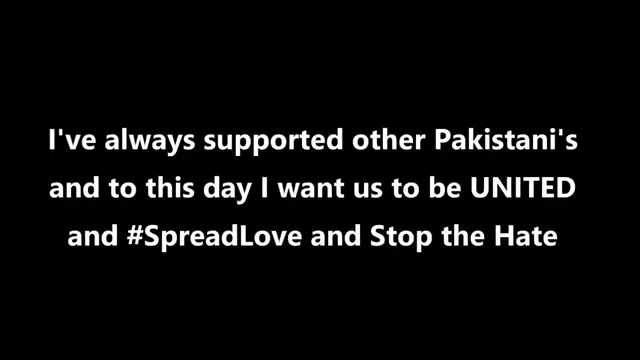 I've always supported other Pakistani's
and to this day I want us to be UNITED
and #SpreadLove and Stop the Hate